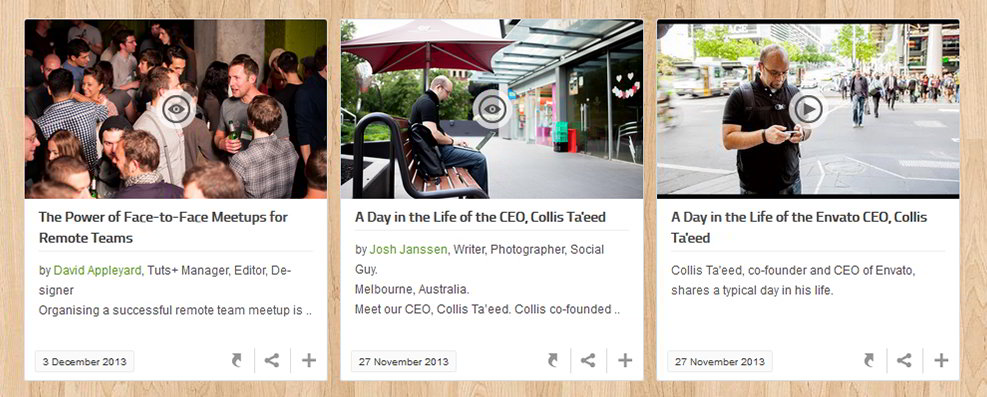 The Power of Face-to-Face Meetups for
Remote Teams
by David Appleyard, Tuts+ Manager, Editor, De-
signer
Organising a successful remote team meetup is ..
3 December 2013
A Day in the Life of the CEO, Collis Ta'eed
by Josh Janssen, Writer, Photographer, Social
Guy.
Melbourne, Australia.
Meet our CEO, Collis Ta'eed. Collis co-founded ..
27 November 2013
A Day in the Life of the Envato CEO, Collis
Ta'eed
Collis Ta'eed, co-founder and CEO of Envato,
shares a typical day in his life.
27 November 2013